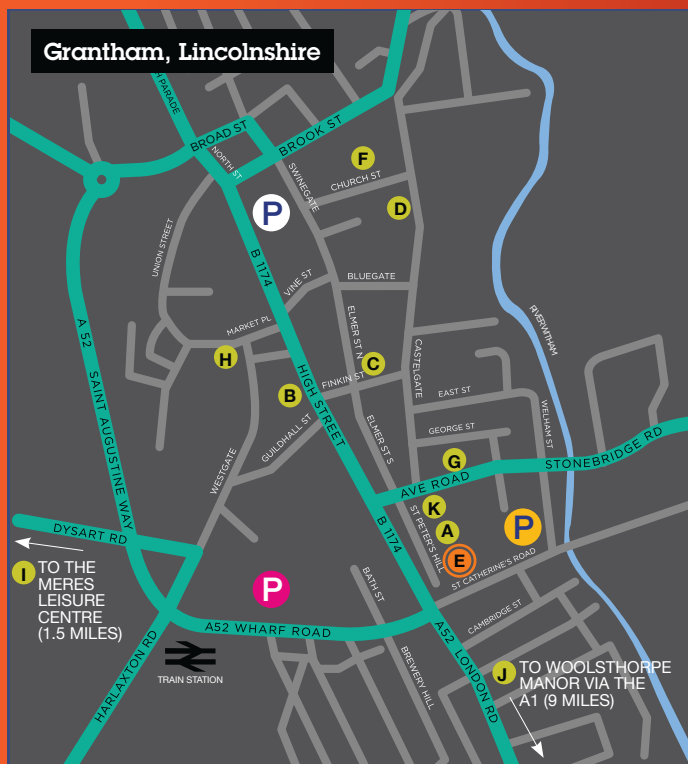 Grantham, Lincolnshire
H PARADE
BROAD ST
NORTH ST
BROOK ST
F
CHURCH ST
SWINEGATE
P
D
UNION STREET
B 1174
VINE ST
BLUEGATE
MARKET PL
ELMER ST N
RIVERWITHAM
H
C
CASTELGATE
A 52
SAINT AUGUSTINE WAY
B
FINKIN ST
HIGH STREET
EAST ST
WELHAM ST
GUILDHALL ST
ELMER ST S
GEORGE ST
WESTGATE
G
STONEBRIDGE RD
AVE ROAD
K
ST PETER'S HILL
A
P
DYSART RD
B 1174
E
ST CATHERINE'S ROAD
I
TO THE
MERES
LEISURE
CENTRE
(1.5 MILES)
P
BATH ST
CAMBRIDGE ST
A52 WHARF ROAD
A52 LONDON RD
HARLAXTON RD
TRAIN STATION
BREWERY HILL
J
TO WOOLSTHORPE
MANOR VIA THE
A1 (9 MILES)